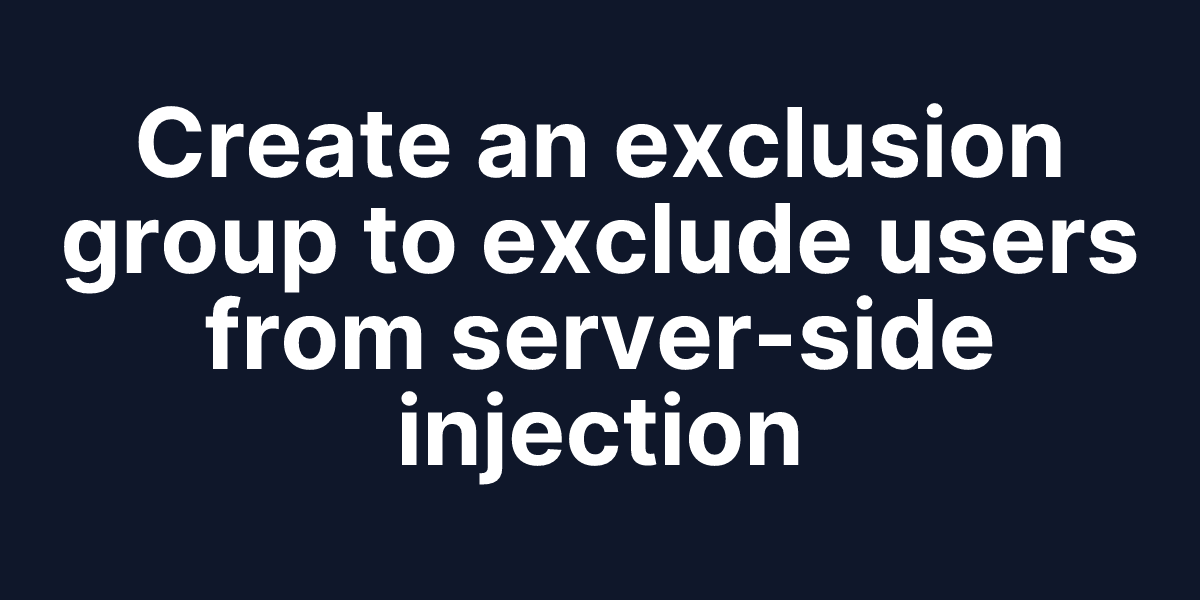 Create an exclusion
group to exclude users
from server-side
injection